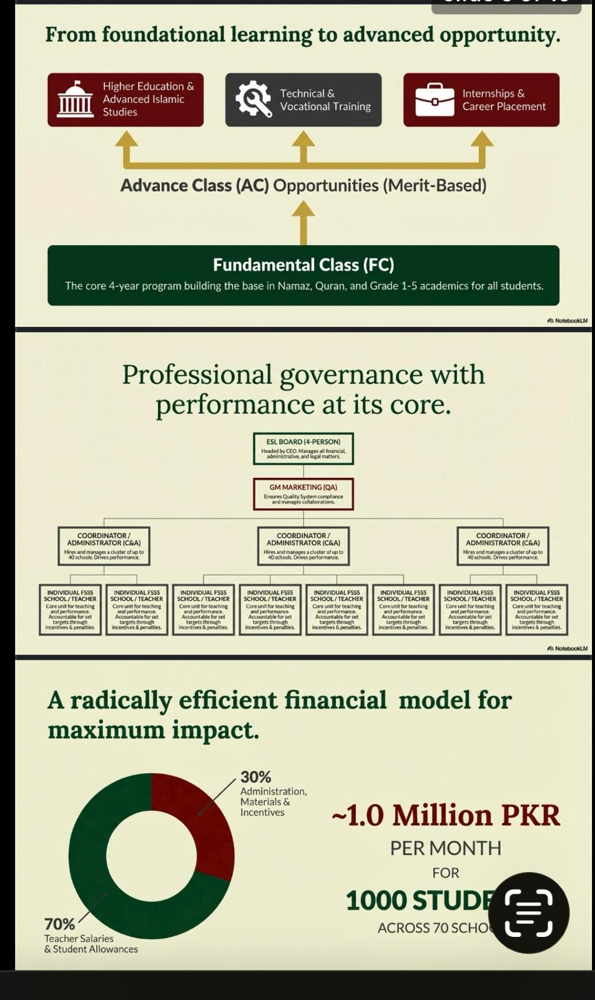 From foundational learning to advanced opportunity.
Higher Education &
Advanced Islamic
Studies
Technical &
Vocational Training
Internships &
Career Placement
Advance Class (AC) Opportunities (Merit-Based)
Fundamental Class (FC)
The core 4-year program building the base in Namaz, Quran, and Grade 1-5 academics for all students.
NotebookLM
Professional governance with
performance at its core.
ESL BOARD (4-PERSON)
Headed by CEO. Manages all financial,
administrative, and legal matters.
GM MARKETING (QA)
Ensures Quality System compliance
and manages collaborations.
COORDINATOR /
ADMINISTRATOR (C&A)
Hires and manages a cluster of up to
40 schools. Drives performance.
COORDINATOR /
ADMINISTRATOR (C&A)
Hires and manages a cluster of up to
40 schools. Drives performance.
COORDINATOR /
ADMINISTRATOR (C&A)
Hires and manages a cluster of up to
40 schools. Drives performance.
INDIVIDUAL FSSS
SCHOOL / TEACHER
Core unit for teaching
and performance.
Accountable for set
targets through
incentives & penalties.
INDIVIDUAL FSSS
SCHOOL / TEACHER
Core unit for teaching
and performance.
Accountable for set
targets through
incentives & penalties.
INDIVIDUAL FSSS
SCHOOL / TEACHER
Core unit for teaching
and performance.
Accountable for set
targets through
incentives & penalties.
INDIVIDUAL FSSS
SCHOOL / TEACHER
Core unit for teaching
and performance.
Accountable for set
targets through
incentives & penalties.
INDIVIDUAL FSSS
SCHOOL / TEACHER
Core unit for teaching
and performance.
Accountable for set
targets through
incentives & penalties.
INDIVIDUAL FSSS
SCHOOL / TEACHER
Core unit for teaching
and performance.
Accountable for set
targets through
incentives & penalties.
INDIVIDUAL FSSS
SCHOOL / TEACHER
Core unit for teaching
and performance.
Accountable for set
targets through
incentives & penalties.
INDIVIDUAL FSSS
SCHOOL / TEACHER
Core unit for teaching
and performance.
Accountable for set
targets through
incentives & penalties.
NotebookLM
A radically efficient financial model for
maximum impact.
30%
Administration,
Materials &
Incentives
70%
Teacher Salaries
& Student Allowances
~1.0 Million PKR
PER MONTH
FOR
1000
ACROSS 70